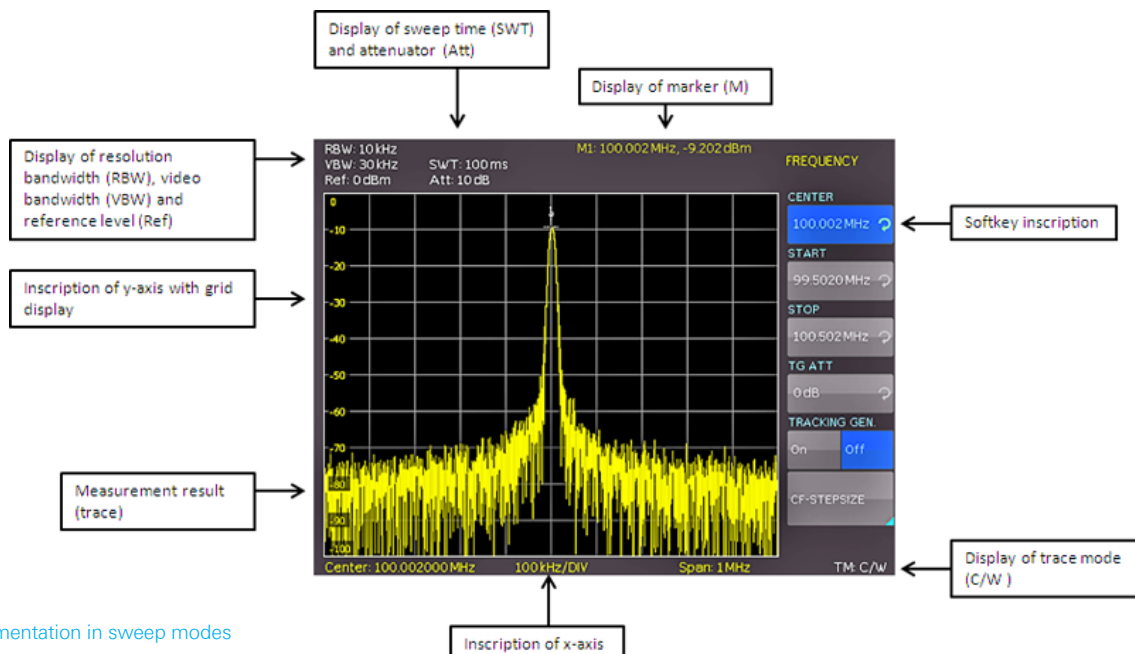 Display of sweep time (SWT)
and attenuator (Att)
Display of marker (M)
Display of resolution
bandwidth (RBW), video
bandwidth (VBW) and
reference level (Ref)
RBW: 10 kHz
VBW: 30 kHz
Ref: 0 dBm
SWT: 100 ms
Att: 10 dB
M1: 100.002 MHz, -9.202 dBm
FREQUENCY
CENTER
100.002 MHz
START
99.5020 MHz
STOP
100.502 MHz
TG ATT
0 dB
TRACKING GEN.
On Off
CF-STEPSIZE
Softkey inscription
Inscription of y-axis with grid
display
0
-10
-20
-30
-40
-50
-60
-70
-80
-90
-100
1
Measurement result
(trace)
Center: 100.002000 MHz 100 kHz/DIV Span: 1 MHz TM: C/W
Display of trace mode
(C/W )
mentation in sweep modes
Inscription of x-axis